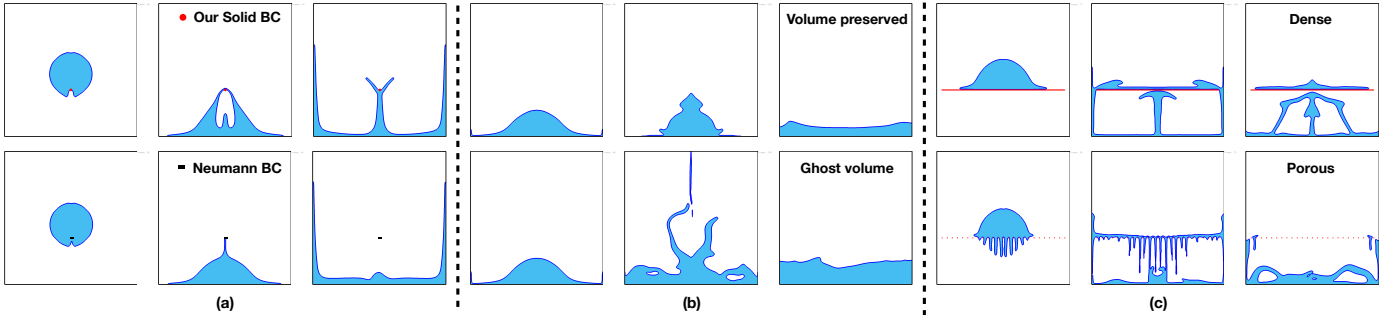 Our Solid BC
Volume preserved
Dense
Neumann BC
Ghost volume
Porous
(a)
(b)
(c)